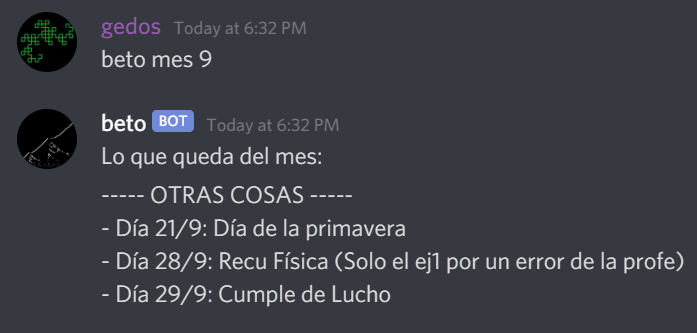 gedos Today at 6:32 PM
beto mes 9
beto BOT Today at 6:32 PM
Lo que queda del mes:
----- OTRAS COSAS -----
- Día 21/9: Día de la primavera
- Día 28/9: Recu Física (Solo el ej1 por un error de la profe)
- Día 29/9: Cumple de Lucho